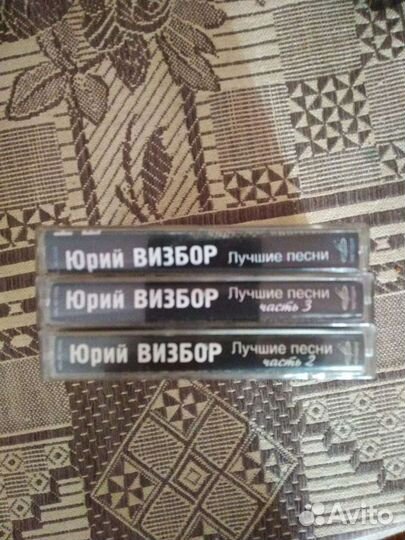 Юрий ВИЗБОР Лучшие песни
Юрий ВИЗБОР Лучшие песни
часть 3
Юрий ВИЗБОР Лучшие песни
часть 2
Avito